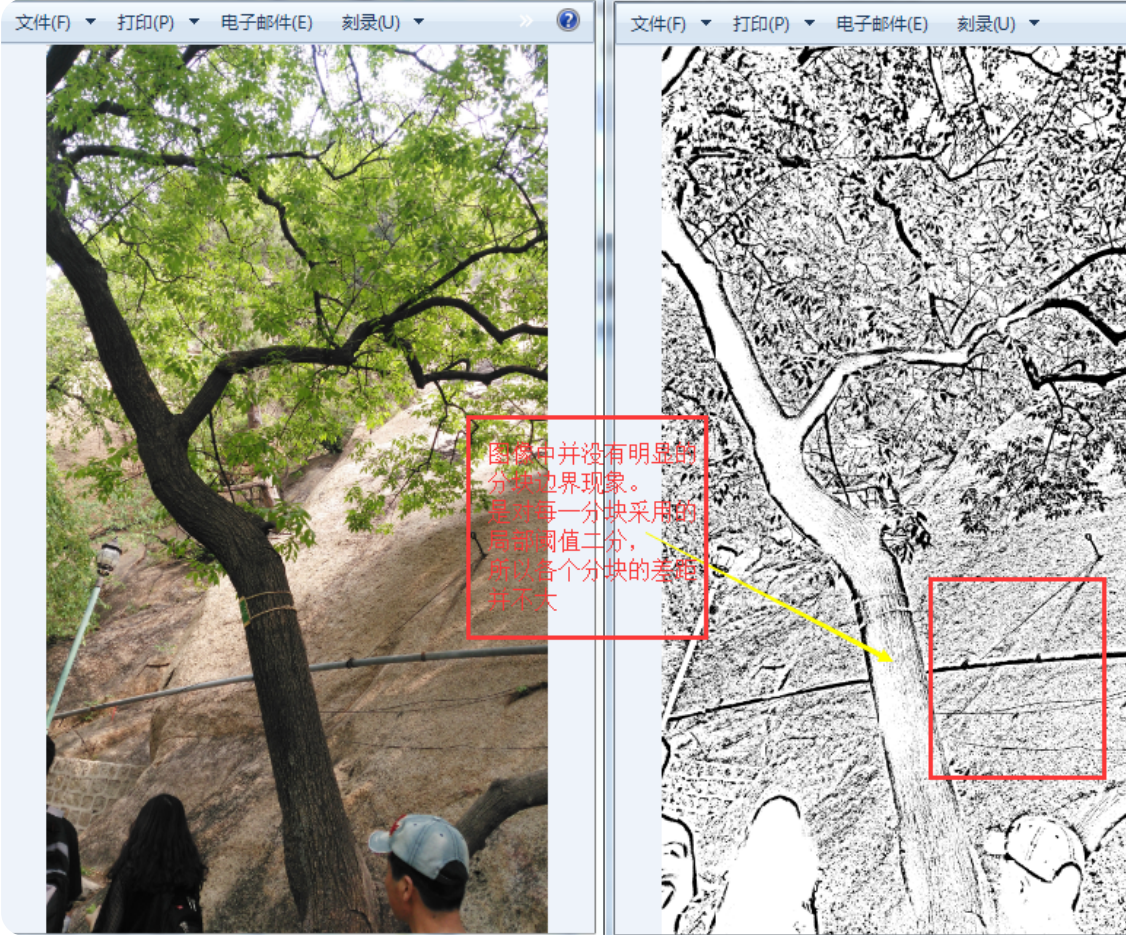 文件(F) 打印(P) 电子邮件(E) 刻录(U) »
文件(F) 打印(P) 电子邮件(E) 刻录(U)
图像中并没有明显的
分块边界现象。
是对每一分块采用的
局部阈值二分，
所以各个分块的差距
并不大